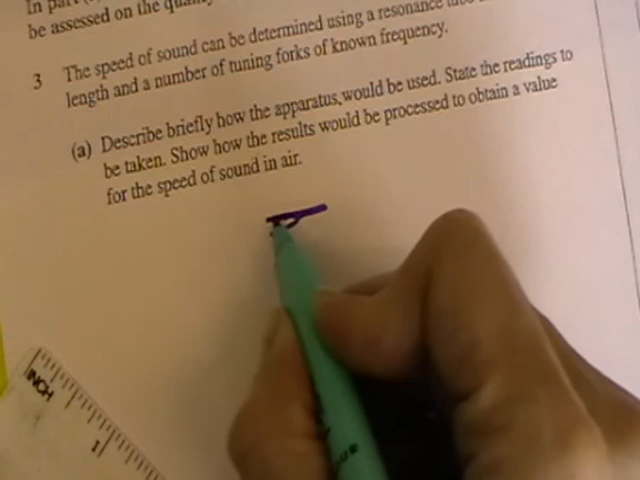 In part
be assessed on the
3 The speed of sound can be determined using a resonance
length and a number of tuning forks of known frequency.
(a) Describe briefly how the apparatus would be used. State the readings to
be taken. Show how the results would be processed to obtain a value
for the speed of sound in air.
INCH
1